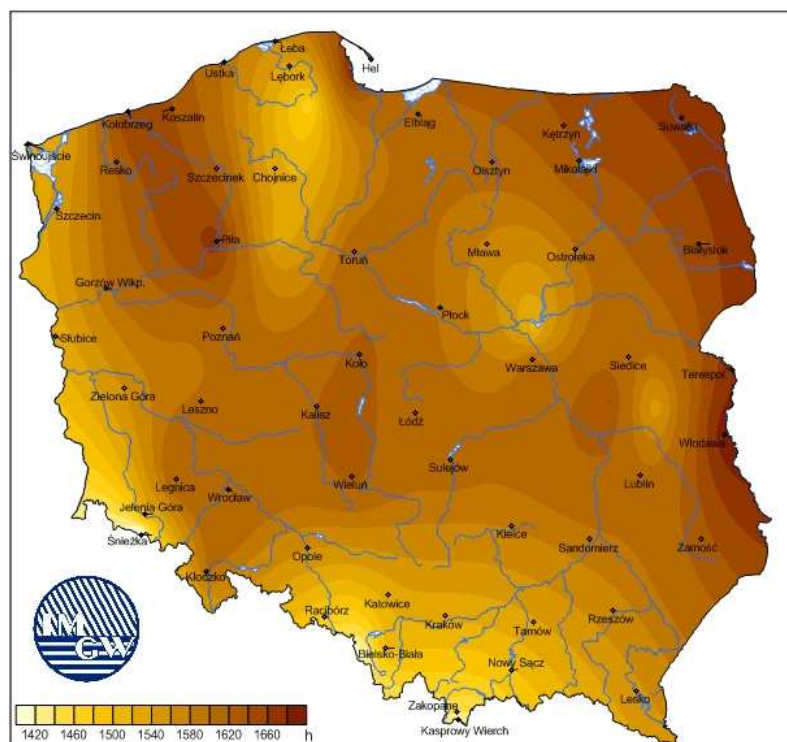 Łeba
Hel
Ustka
Lębork
Koszalin
Kołobrzeg
Elbląg
Kętrzyn
Suwałki
Świnoujście
Resko
Szczecinek
Chojnice
Olsztyn
Mikołajki
Szczecin
Piła
Toruń
Mława
Ostrołęka
Białystok
Gorzów Wlkp.
Płock
Słubice
Poznań
Koło
Warszawa
Siedlce
Terespol
Zielona Góra
Leszno
Kalisz
Łódź
Włodawa
Legnica
Wrocław
Wieluń
Sulejów
Lublin
Jelenia Góra
Śnieżka
Opole
Kielce
Sandomierz
Zamość
Kłodzko
Racibórz
Katowice
Kraków
Tarnów
Rzeszów
Bielsko-Biała
Nowy Sącz
Lesko
Zakopane
Kasprowy Wierch
IM
GW
1420 1500 1580 1660 h
1460 1540 1620